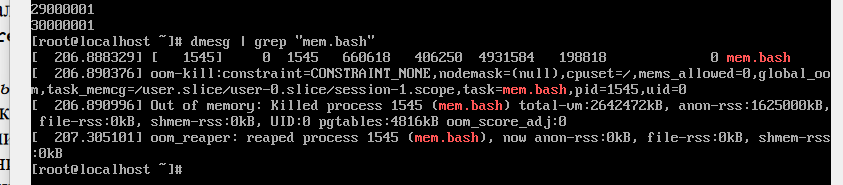 29000001
30000001
[root@localhost ~]# dmesg | grep "mem.bash"
[  206.888329] [   1545]     0  1545   660618   406250  4931584   198818             0 mem.bash
[  206.890376] oom-kill:constraint=CONSTRAINT_NONE,nodemask=(null),cpuset=/,mems_allowed=0,global_oo
m,task_memcg=/user.slice/user-0.slice/session-1.scope,task=mem.bash,pid=1545,uid=0
[  206.890996] Out of memory: Killed process 1545 (mem.bash) total-vm:2642472kB, anon-rss:1625000kB,
 file-rss:0kB, shmem-rss:0kB, UID:0 pgtables:4816kB oom_score_adj:0
[  207.305101] oom_reaper: reaped process 1545 (mem.bash), now anon-rss:0kB, file-rss:0kB, shmem-rss
:0kB
[root@localhost ~]#